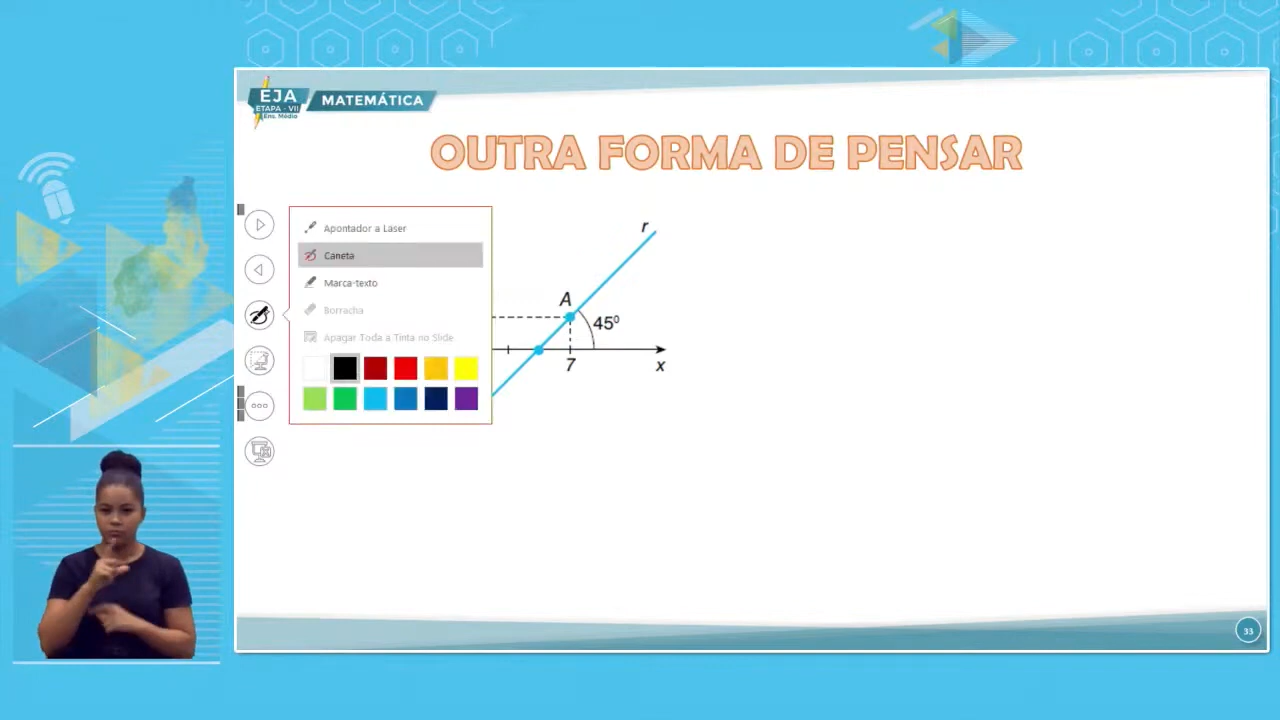 EJA
ETAPA - VII
Ens. Médio
MATEMÁTICA
OUTRA FORMA DE PENSAR
Apontador a Laser
Caneta
Marca-texto
Borracha
Apagar Toda a Tinta no Slide
r
A
45º
7
x
33